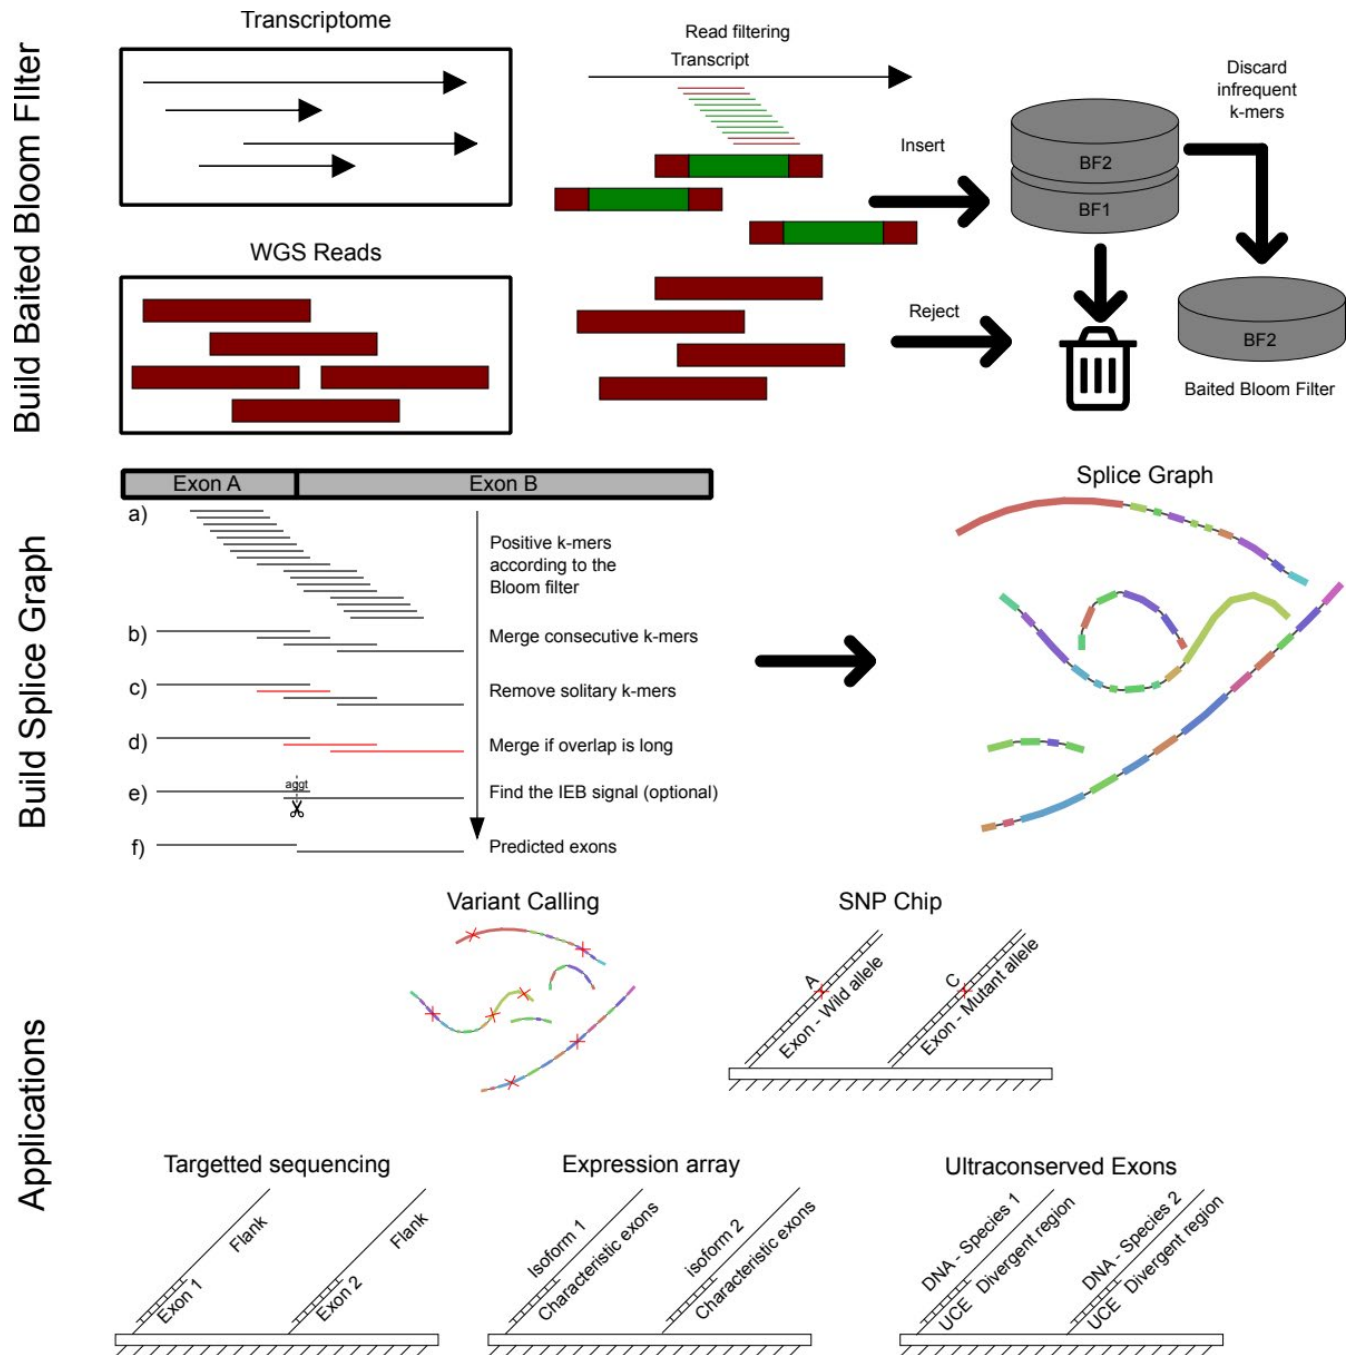 Build Baited Bloom FIlter
Transcriptome
WGS Reads
Read filtering
Transcript
Insert
Reject
BF2
BF1
Discard
infrequent
k-mers
BF2
Baited Bloom Filter
Build Splice Graph
Exon A
Exon B
a)
Positive k-mers
according to the
Bloom filter
b)
Merge consecutive k-mers
c)
Remove solitary k-mers
d)
Merge if overlap is long
e)
aggt
Find the IEB signal (optional)
f)
Predicted exons
Splice Graph
Applications
Variant Calling
SNP Chip
A
Exon - Wild allele
C
Exon - Mutant allele
Targetted sequencing
Exon 1
Flank
Exon 2
Flank
Expression array
Isoform 1
Characteristic exons
isoform 2
Characteristic exons
Ultraconserved Exons
DNA - Species 1
UCE Divergent region
DNA - Species 2
UCE Divergent region